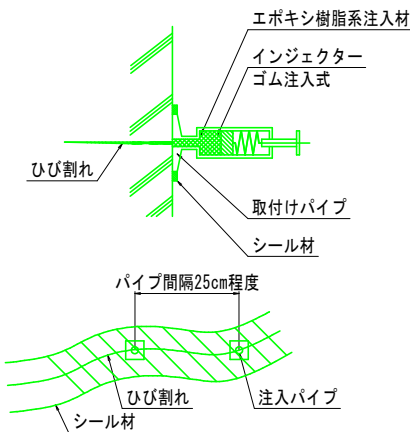 エポキシ樹脂系注入材
インジェクター
ゴム注入式
ひび割れ
取付けパイプ
シール材
パイプ間隔25cm程度
ひび割れ
注入パイプ
シール材